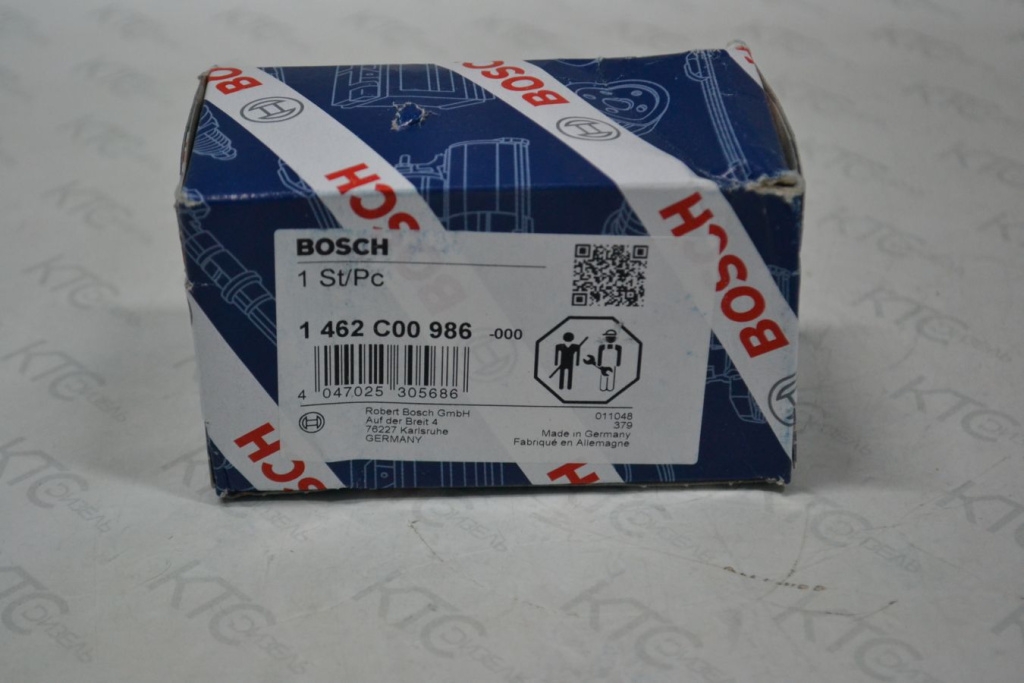 BOSCH
BOSCH
BOSCH
BOSCH
BOSCH
1 St/Pc
1 462 C00 986 -000
4 047025 305686
Robert Bosch GmbH
Auf der Breit 4
76227 Karlsruhe
GERMANY
011048
379
Made in Germany
Fabriqué en Allemagne
BOSCH
H